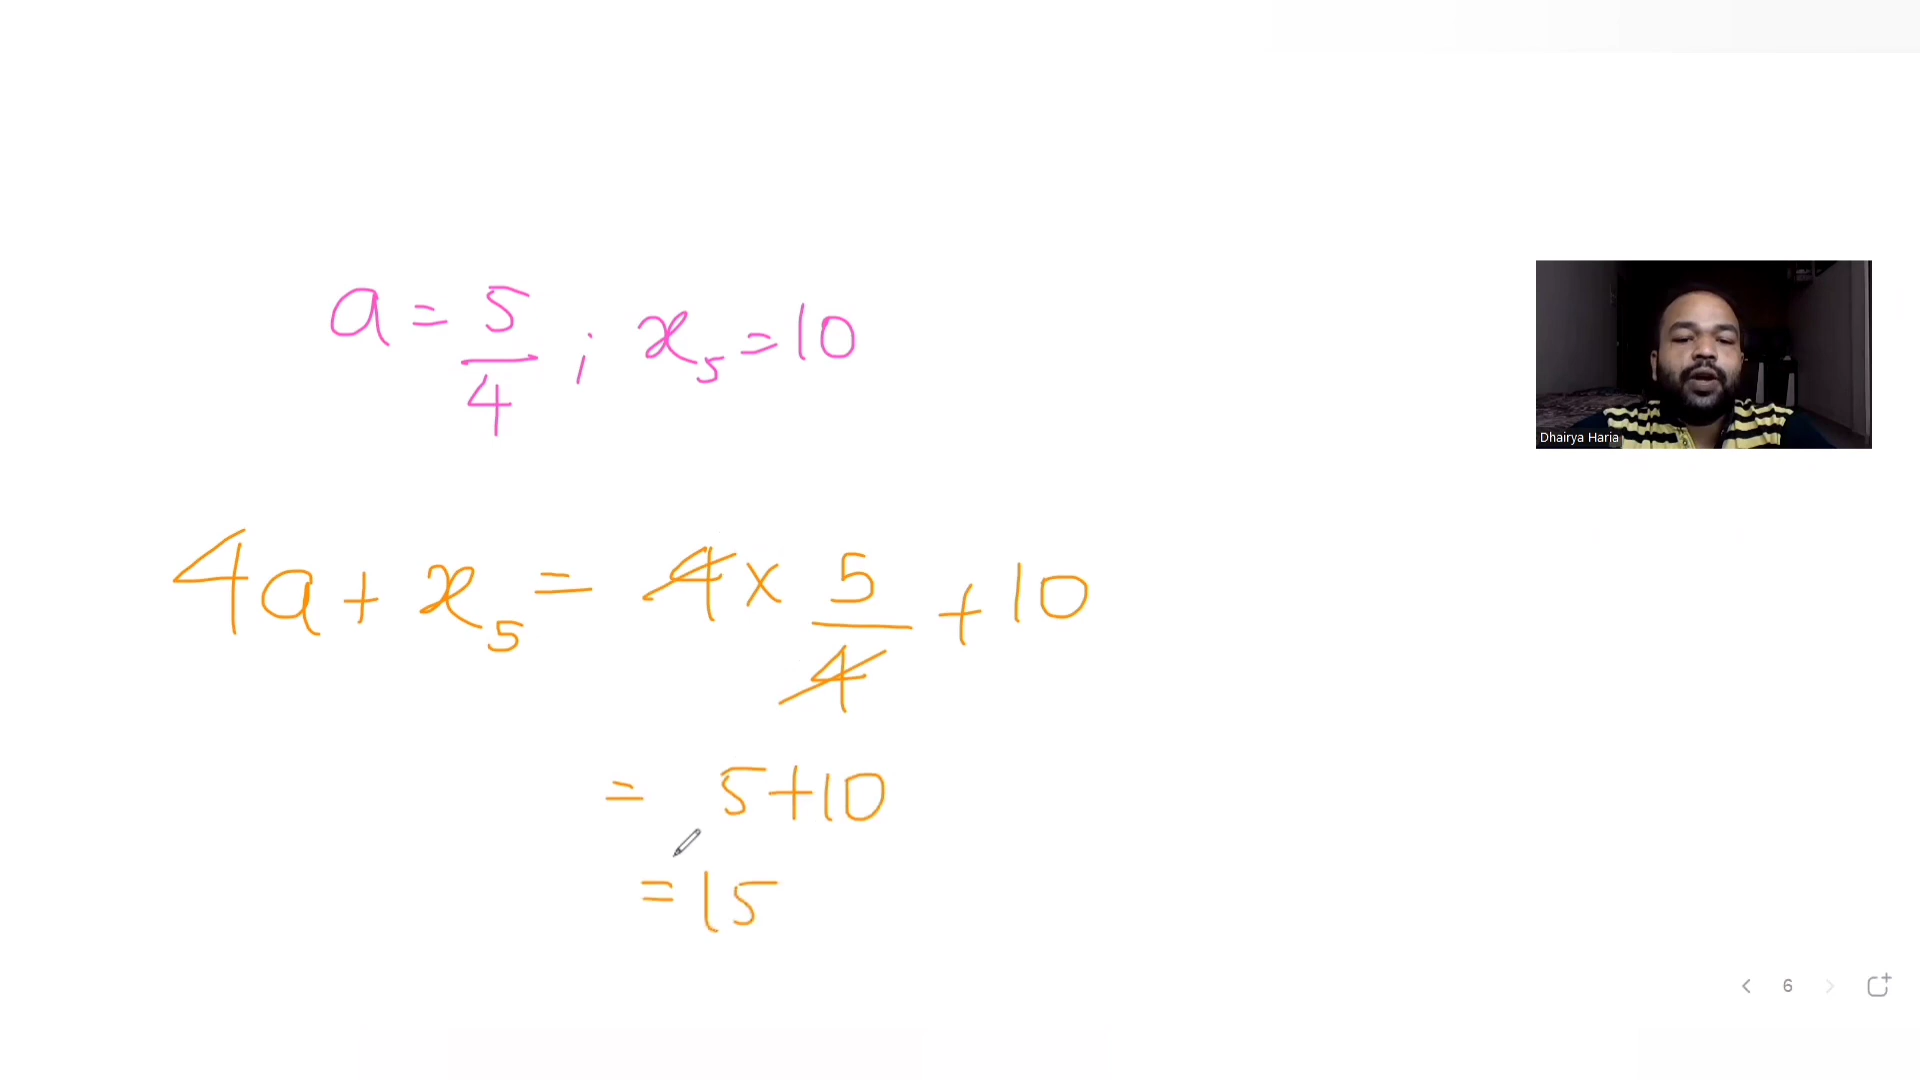 a = 5/4 ; x₅ = 10
Dhairya Haria
4a + x₅ = 4 × 5/4 + 10
= 5 + 10
= 15
6